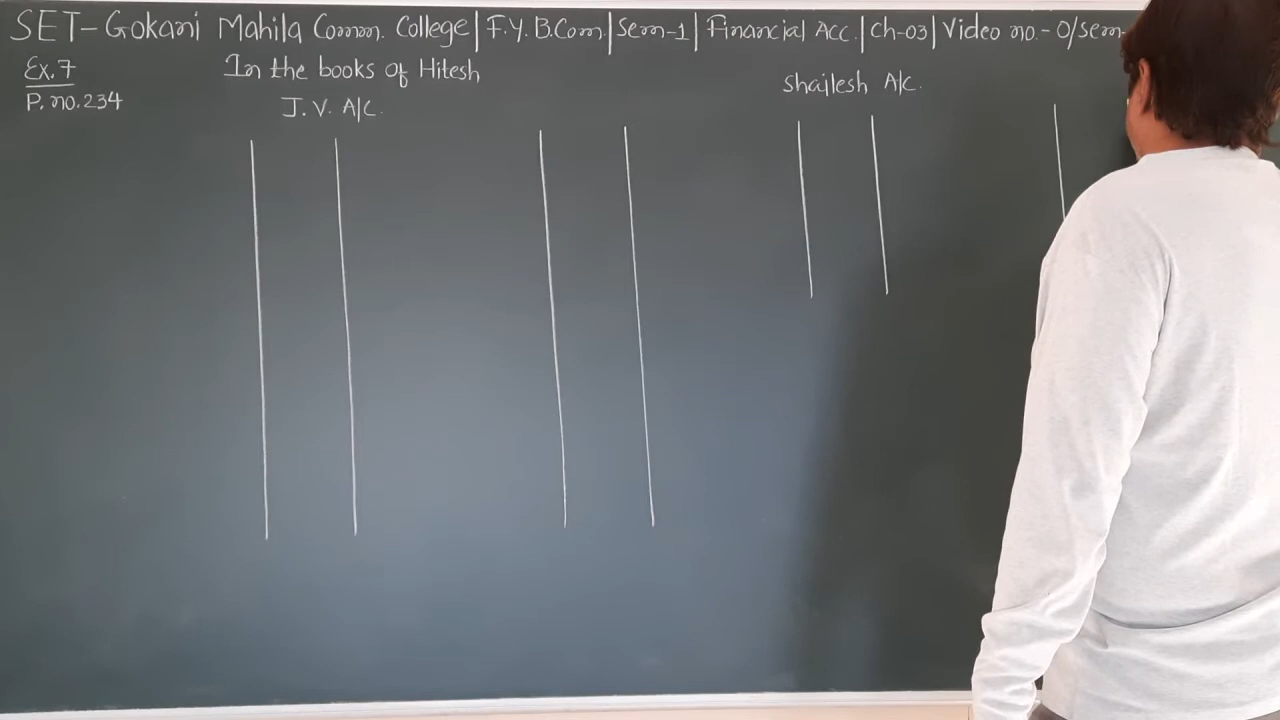 SET-Gokani Mahila Comm. College|F.Y.B.Com.|Sem-1|Financial Acc.|Ch-03|Video no.-0/sem-
Ex.7
P. no.234
In the books of Hitesh
J. V. A/C.
Shailesh A/C.